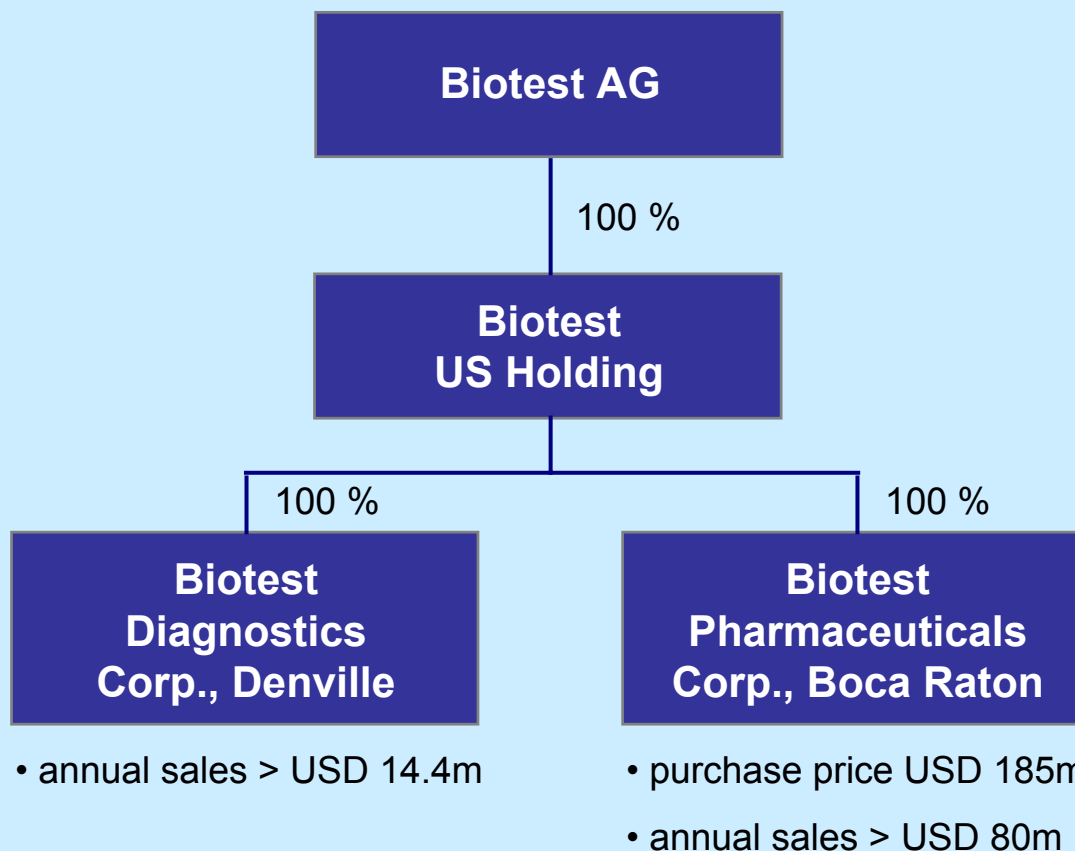 Biotest AG
100 %
Biotest
US Holding
100 %
100 %
Biotest
Diagnostics
Corp., Denville
Biotest
Pharmaceuticals
Corp., Boca Raton
• annual sales > USD 14.4m
• purchase price USD 185m
• annual sales > USD 80m